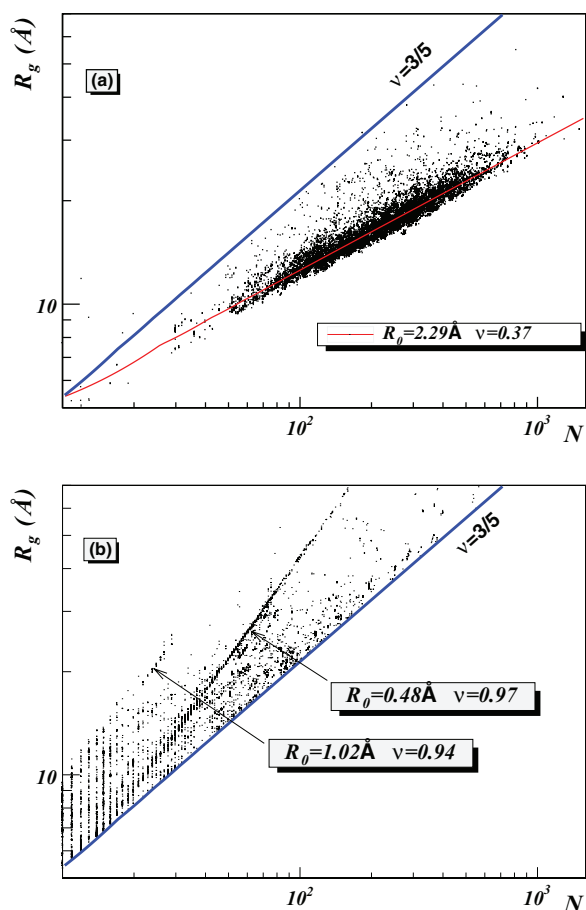 R_g (Å)
(a)
ν=3/5
10
R_0=2.29Å ν=0.37
10^2
10^3
N
R_g (Å)
(b)
ν=3/5
R_0=0.48Å ν=0.97
10
R_0=1.02Å ν=0.94
10^2
10^3
N